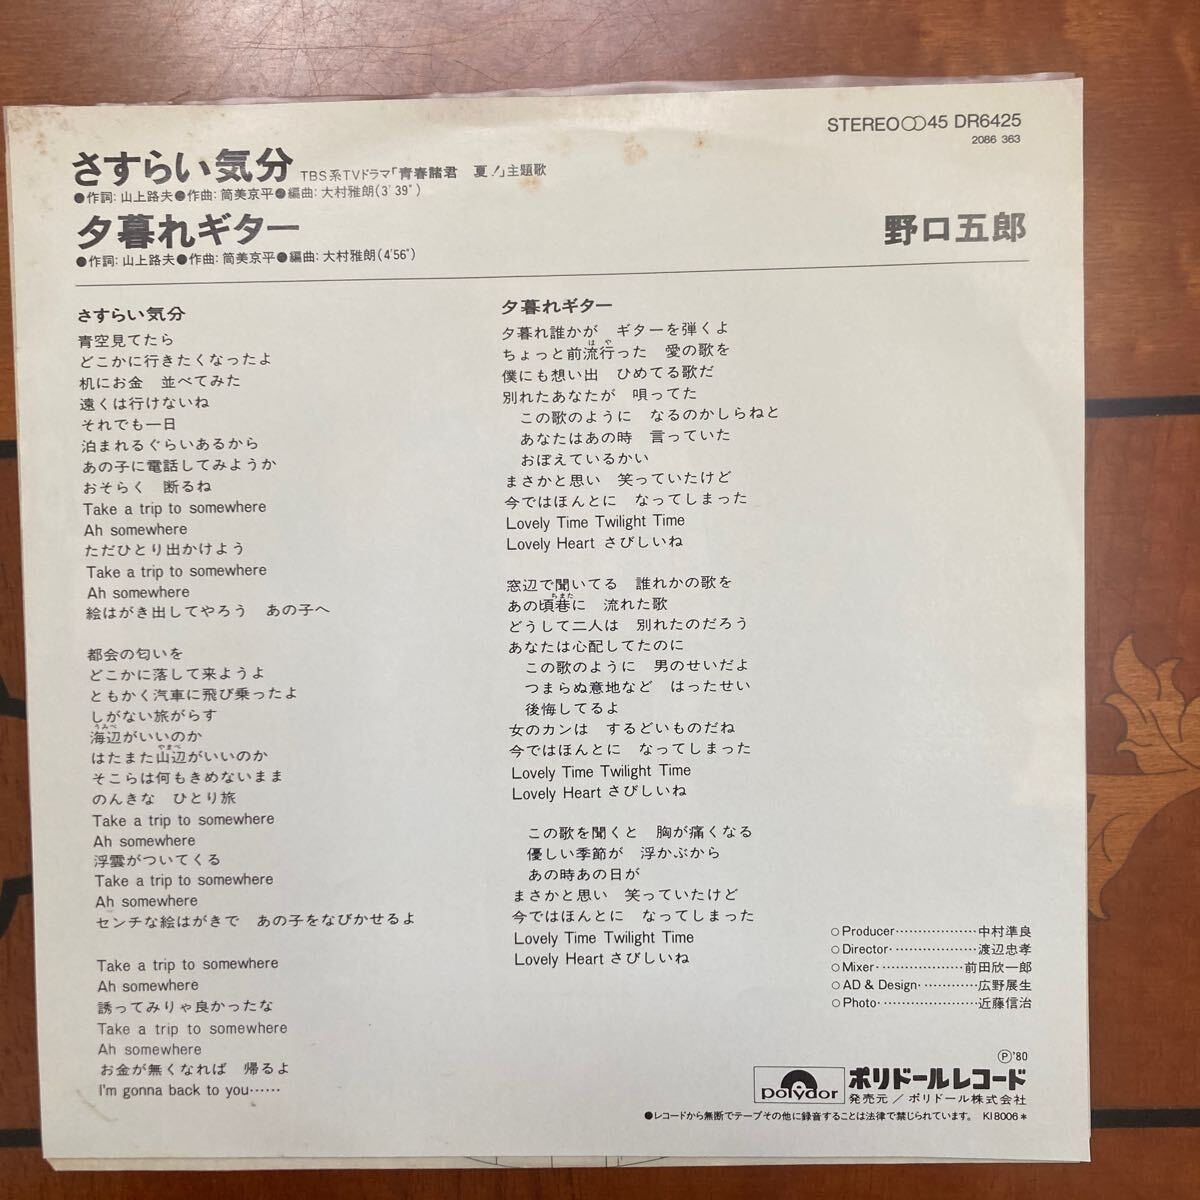 STEREO 45 DR6425
2086 363
さすらい気分 TBS系TVドラマ「青春諸君 夏!」主題歌
●作詞:山上路夫●作曲:筒美京平●編曲:大村雅朗(3'39")
夕暮れギター
●作詞:山上路夫●作曲:筒美京平●編曲:大村雅朗(4'56")
野口五郎
さすらい気分
青空見てたら
どこかに行きたくなったよ
机にお金 並べてみた
遠くは行けないね
それでも一日
泊まれるぐらいあるから
あの子に電話してみようか
おそらく 断るね
Take a trip to somewhere
Ah somewhere
ただひとり出かけよう
Take a trip to somewhere
Ah somewhere
絵はがき出してやろう あの子へ
都会の匂いを
どこかに落して来ようよ
ともかく汽車に飛び乗ったよ
しがない旅がらす
うみべ
海辺がいいのか
やまべ
はたまた山辺がいいのか
そこらは何もきめないまま
のんきな ひとり旅
Take a trip to somewhere
Ah somewhere
浮雲がついてくる
Take a trip to somewhere
Ah somewhere
センチな絵はがきで あの子をなびかせるよ
Take a trip to somewhere
Ah somewhere
誘ってみりゃ良かったな
Take a trip to somewhere
Ah somewhere
お金が無くなれば 帰るよ
I'm gonna back to you……
夕暮れギター
夕暮れ誰かが ギターを弾くよ
はや
ちょっと前流行った 愛の歌を
僕にも想い出 ひめてる歌だ
別れたあなたが 唄ってた
この歌のように なるのかしらねと
あなたはあの時 言っていた
おぼえているかい
まさかと思い 笑っていたけど
今ではほんとに なってしまった
Lovely Time Twilight Time
Lovely Heart さびしいね
窓辺で聞いてる 誰れかの歌を
ちまた
あの頃巷に 流れた歌
どうして二人は 別れたのだろう
あなたは心配してたのに
この歌のように 男のせいだよ
つまらぬ意地など はったせい
後悔してるよ
女のカンは するどいものだね
今ではほんとに なってしまった
Lovely Time Twilight Time
Lovely Heart さびしいね
この歌を聞くと 胸が痛くなる
優しい季節が 浮かぶから
あの時あの日が
まさかと思い 笑っていたけど
今ではほんとに なってしまった
Lovely Time Twilight Time
Lovely Heart さびしいね
○Producer………………中村準良
○Director………………渡辺忠孝
○Mixer………………前田欣一郎
○AD & Design…………広野展生
○Photo…………………近藤信治
Ⓟ'80
polydor
ポリドールレコード
発売元/ポリドール株式会社
●レコードから無断でテープその他に録音することは法律で禁じられています。 KI8006*